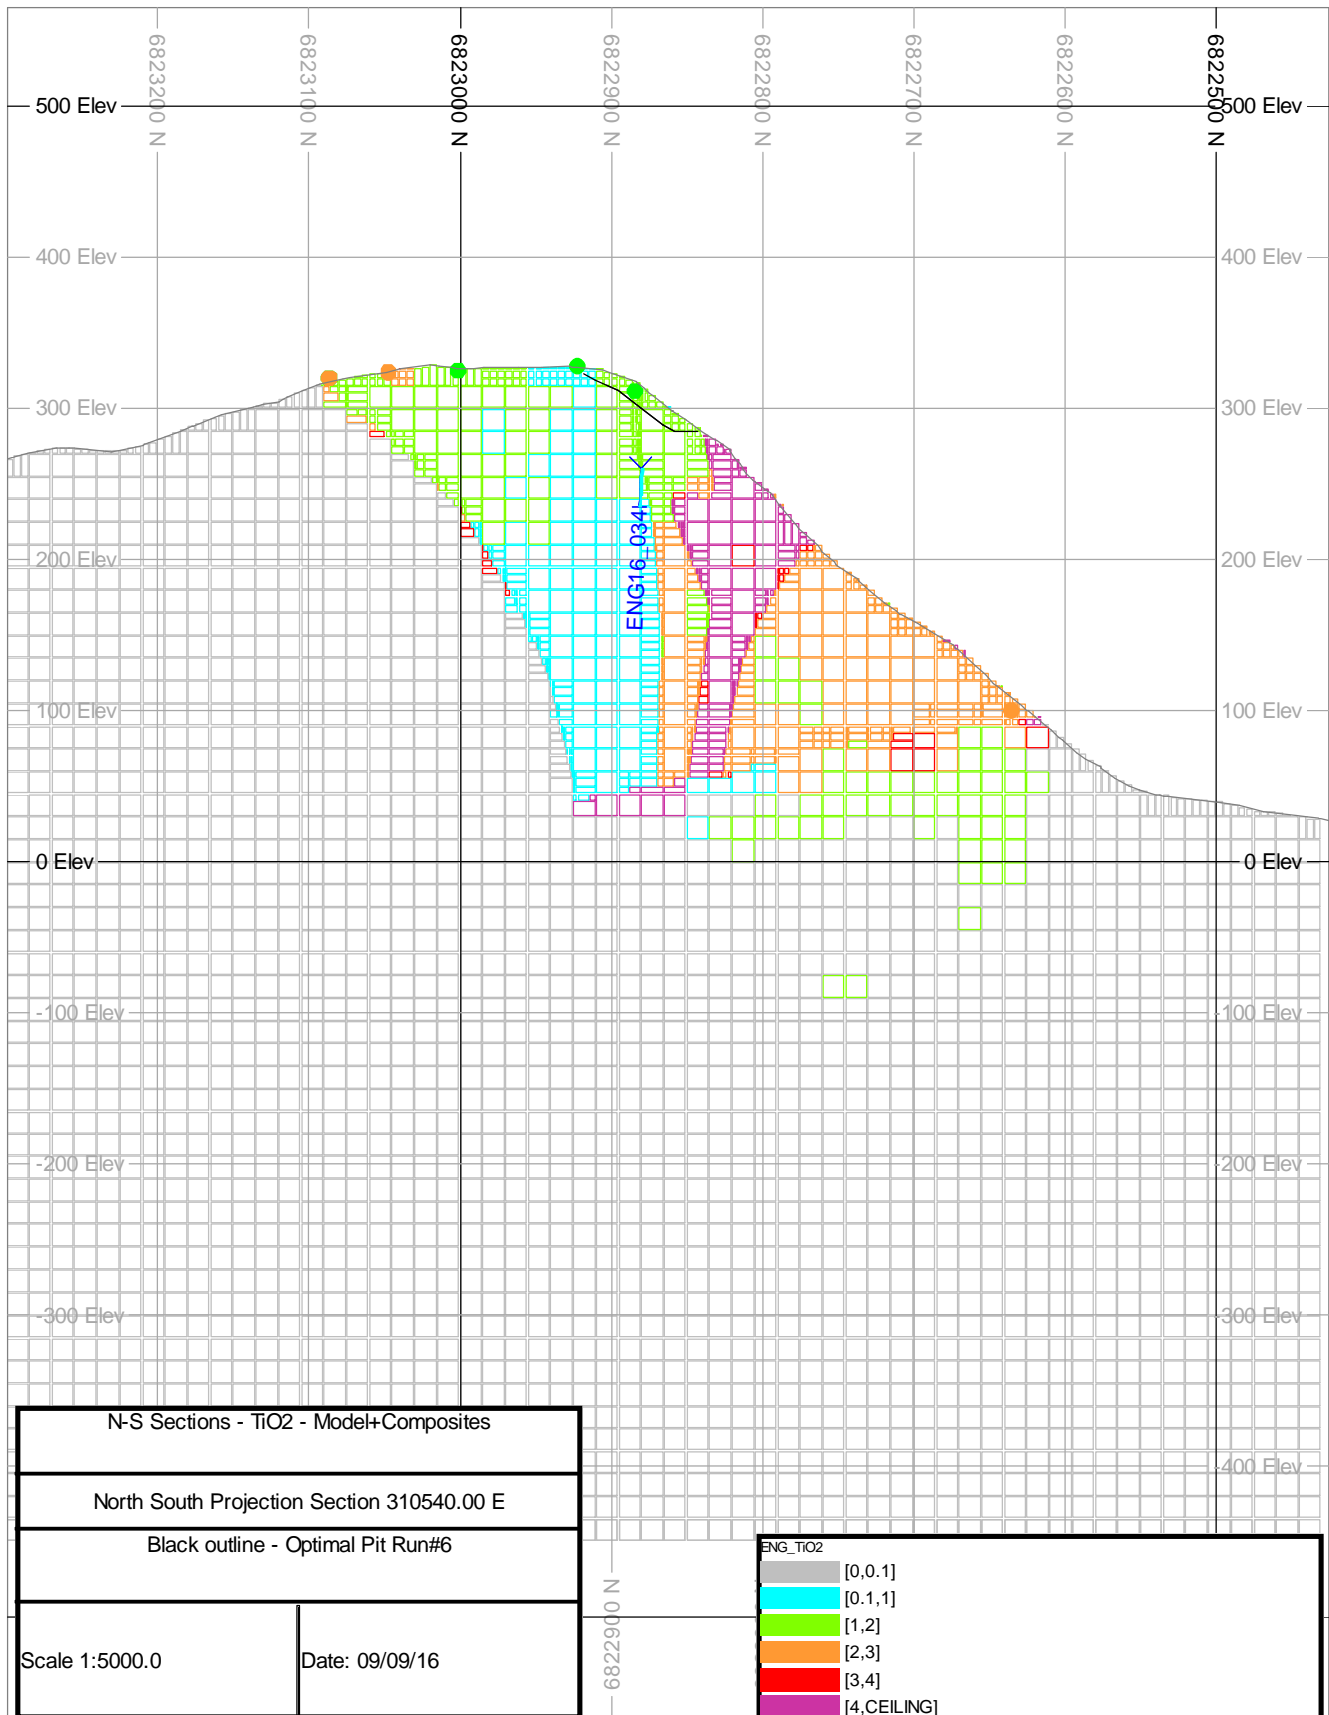 6823200 N
6823100 N
6823000 N
6822900 N
6822800 N
6822700 N
6822600 N
6822500 N
500 Elev
500 Elev
400 Elev
400 Elev
300 Elev
300 Elev
200 Elev
200 Elev
100 Elev
100 Elev
0 Elev
0 Elev
-100 Elev
-100 Elev
-200 Elev
-200 Elev
-300 Elev
-300 Elev
-400 Elev
ENG16_034
N-S Sections - TiO2 - Model+Composites
North South Projection Section 310540.00 E
Black outline - Optimal Pit Run#6
Scale 1:5000.0
Date: 09/09/16
6822900 N
ENG_TiO2
[0,0.1]
[0.1,1]
[1,2]
[2,3]
[3,4]
[4,CEILING]